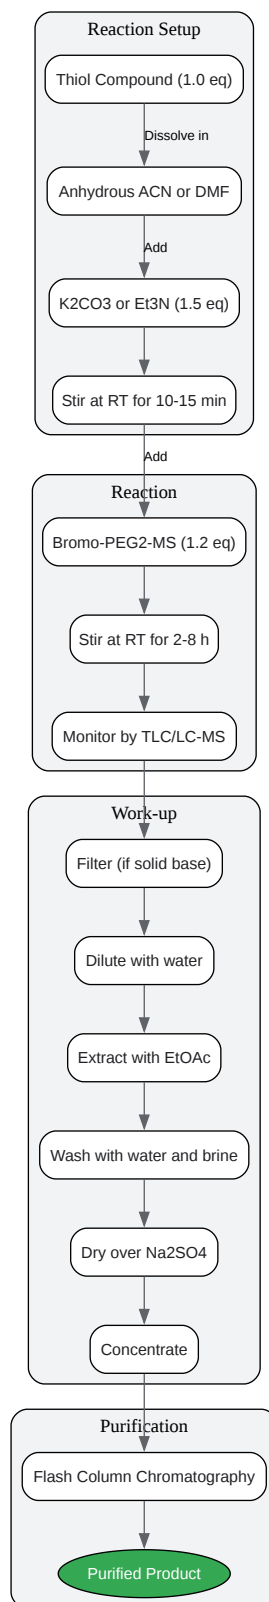 Reaction Setup
Thiol Compound (1.0 eq)
Dissolve in
Anhydrous ACN or DMF
Add
K2CO3 or Et3N (1.5 eq)
Stir at RT for 10-15 min
Add
Reaction
Bromo-PEG2-MS (1.2 eq)
Stir at RT for 2-8 h
Monitor by TLC/LC-MS
Work-up
Filter (if solid base)
Dilute with water
Extract with EtOAc
Wash with water and brine
Dry over Na2SO4
Concentrate
Purification
Flash Column Chromatography
Purified Product